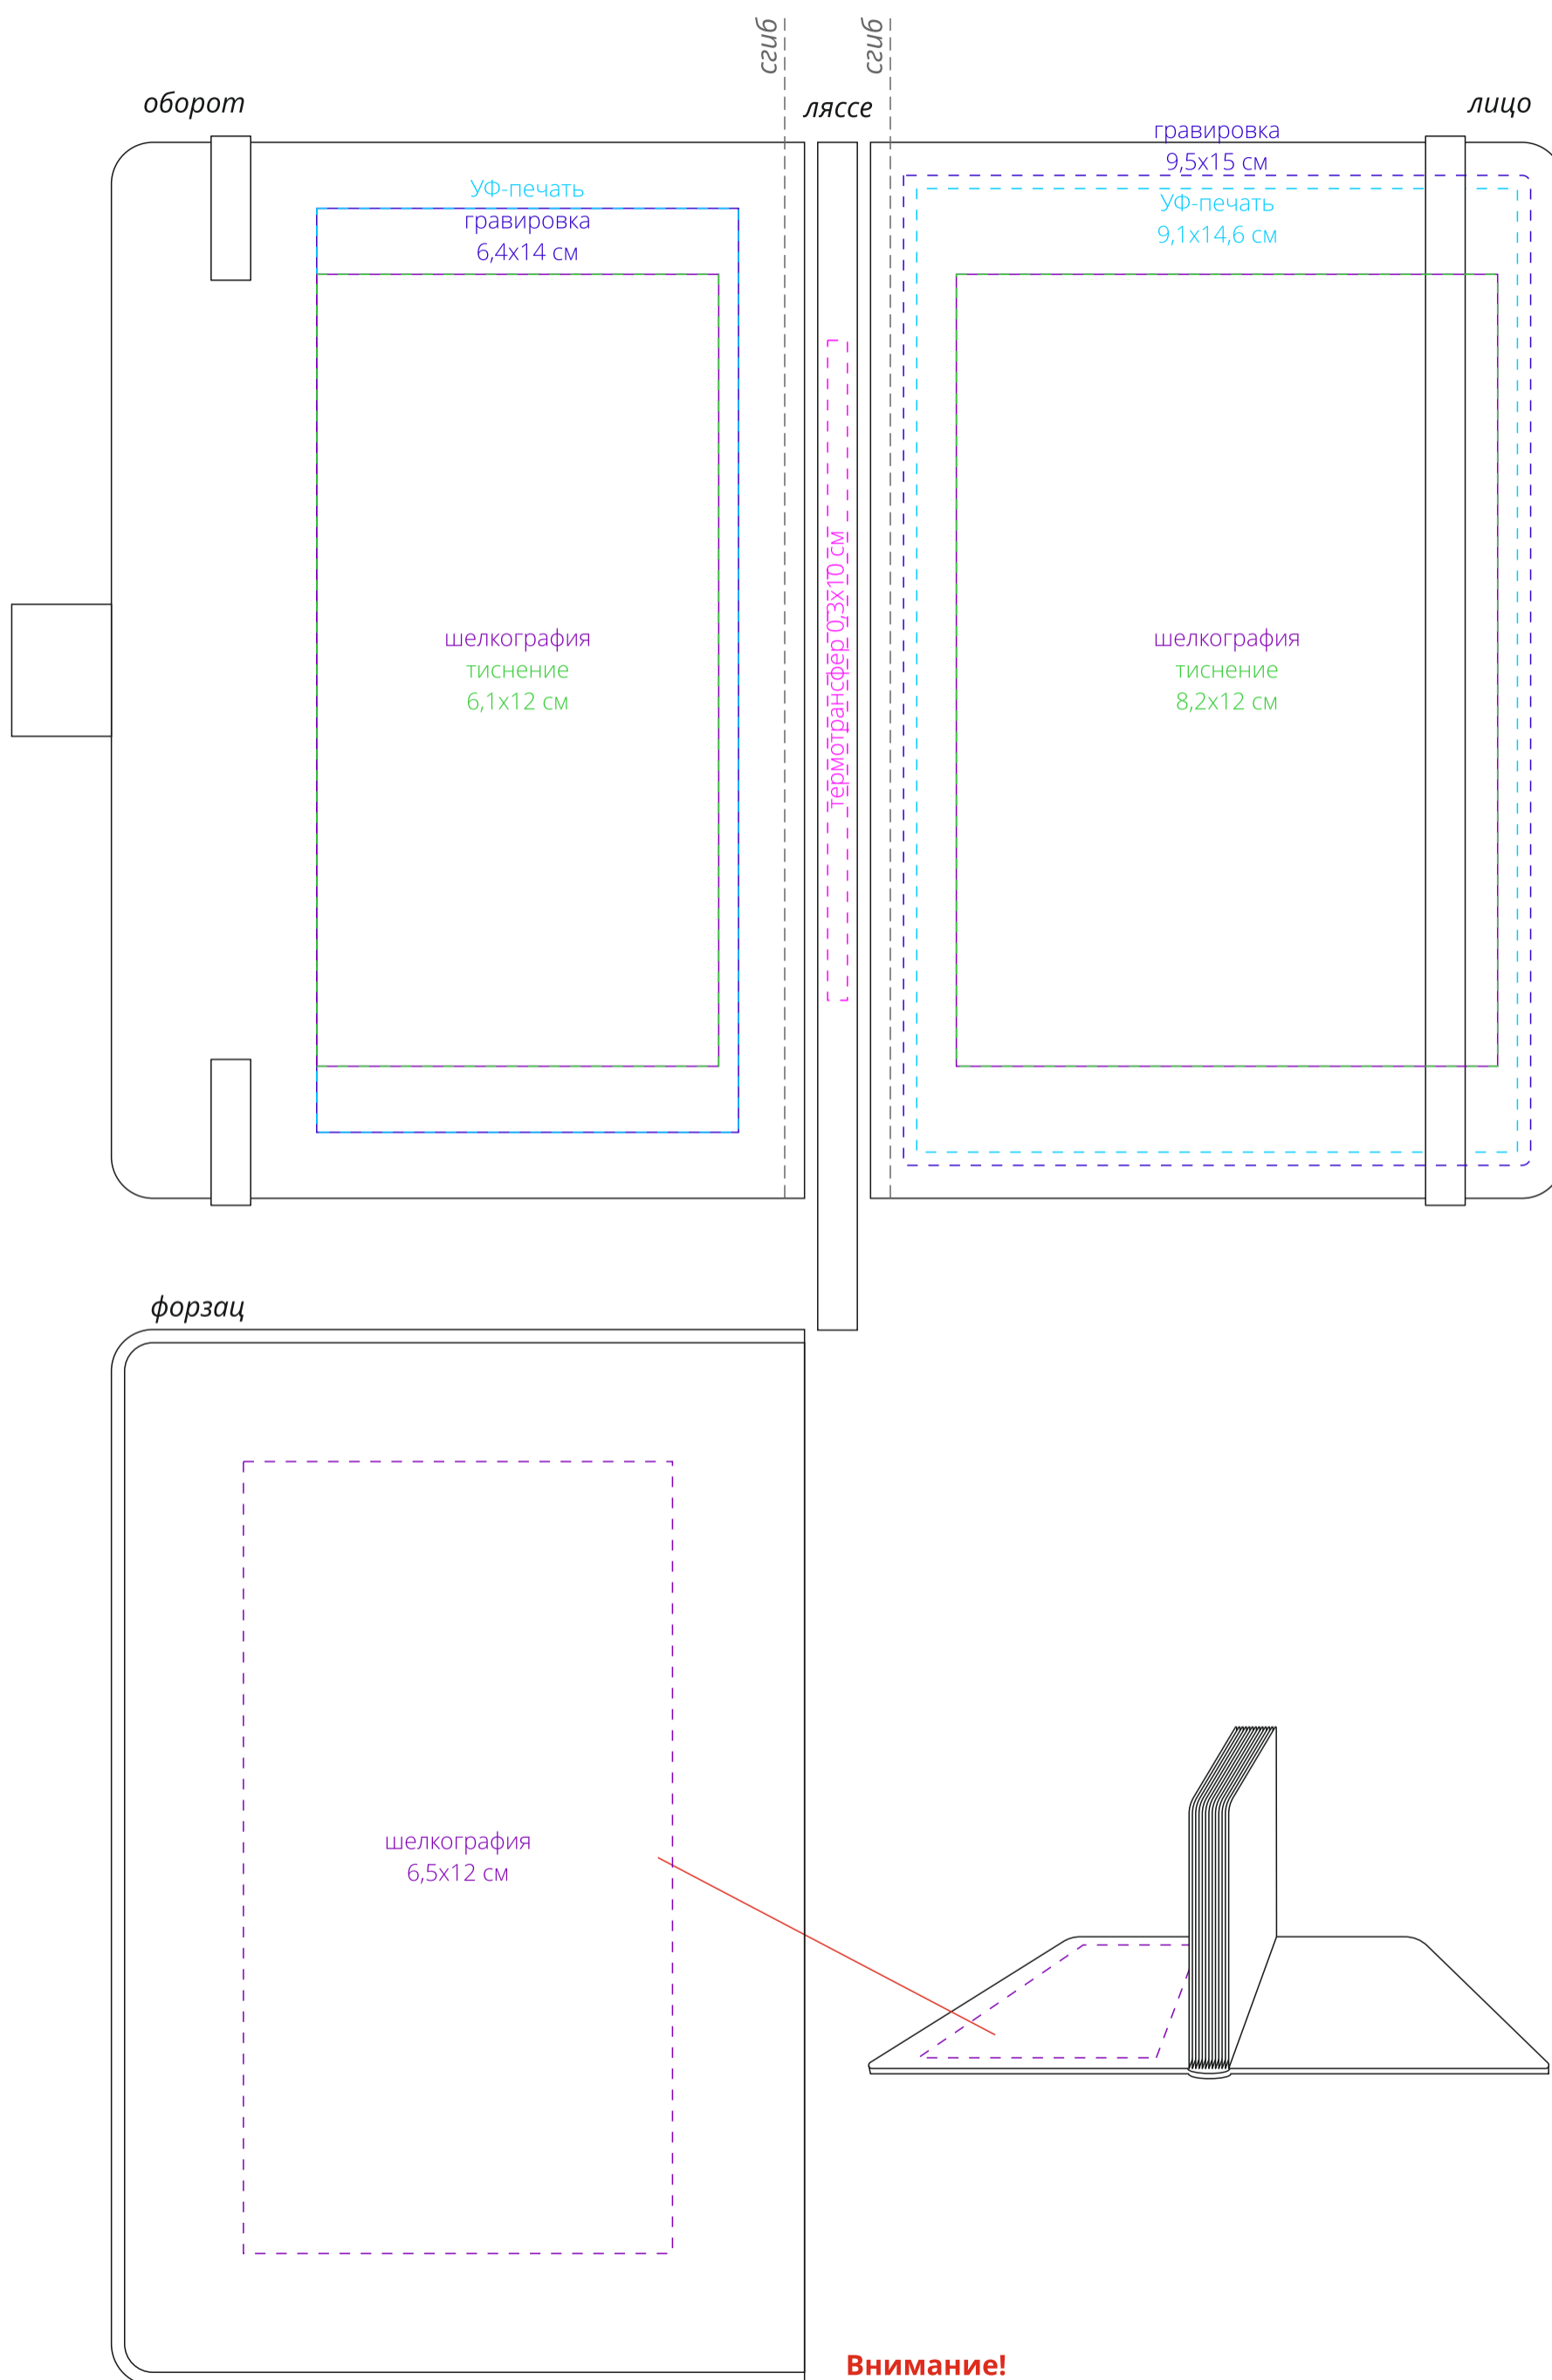 сгиб
сгиб
оборот
ляссе
лицо
УФ-печать
гравировка
6,4х14 см
гравировка
9,5х15 см
УФ-печать
9,1х14,6 см
шелкография
тиснение
6,1х12 см
термотрансфер 0,3х10 см
шелкография
тиснение
8,2х12 см
форзац
шелкография
6,5х12 см
Внимание!